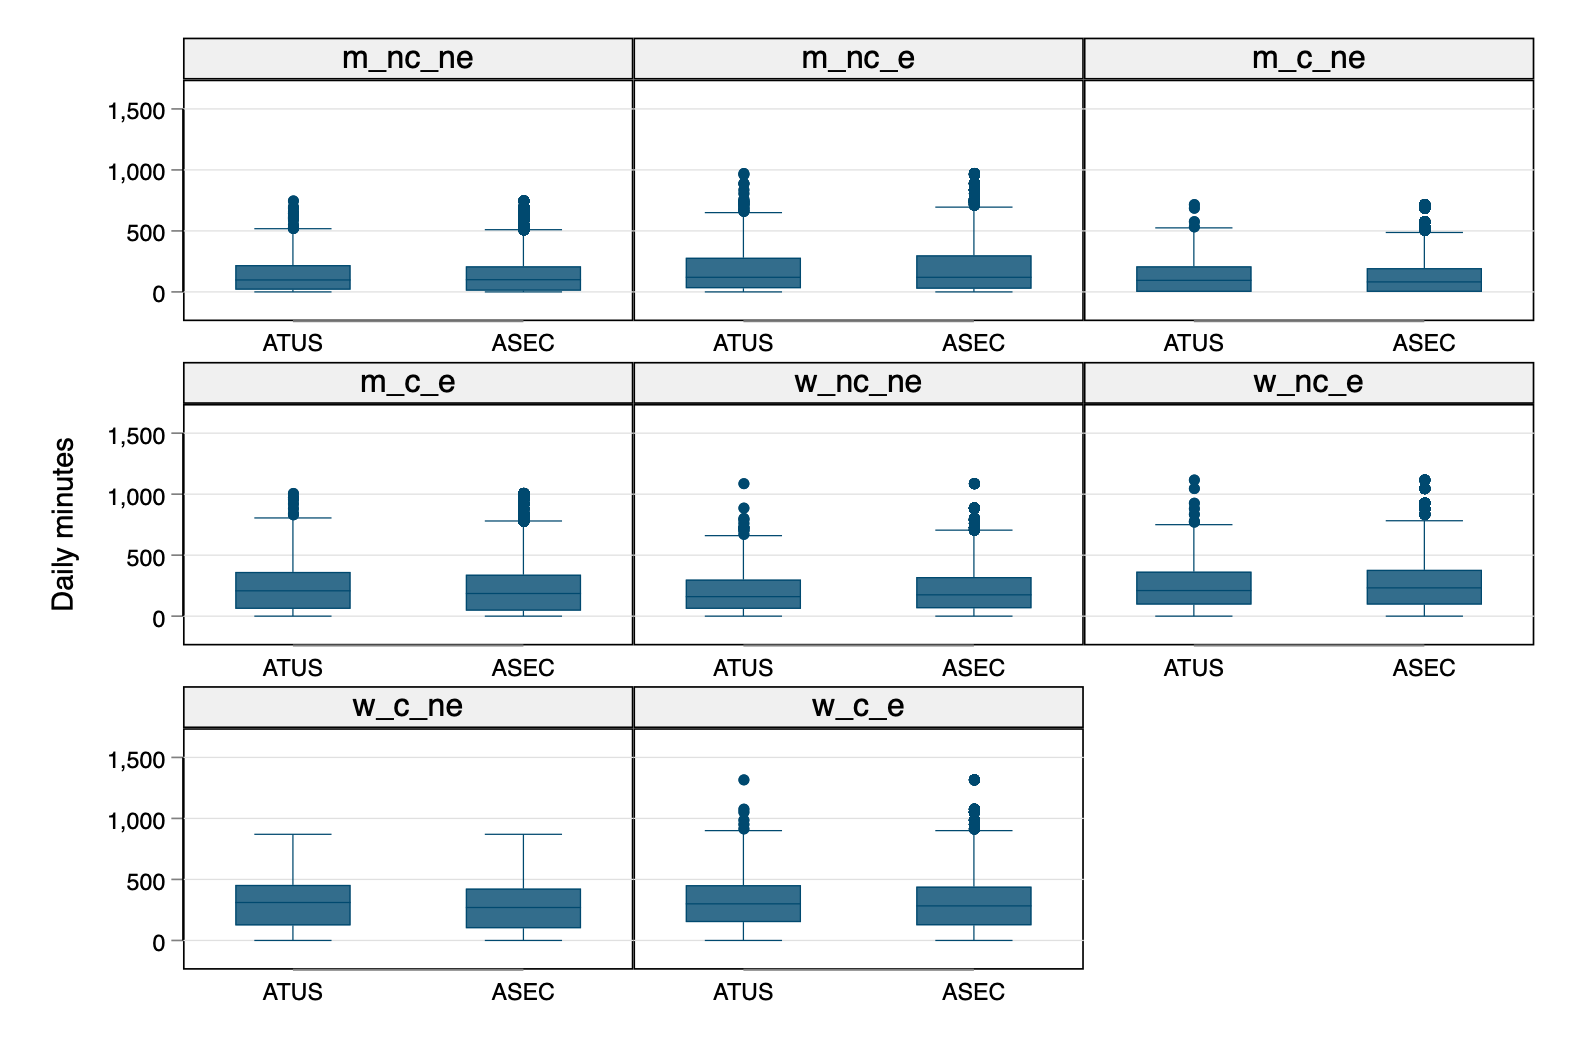 m_nc_ne m_nc_e m_c_ne
1,500
1,000
500
0
ATUS ASEC ATUS ASEC ATUS ASEC
m_c_e w_nc_ne w_nc_e
Daily minutes
1,500
1,000
500
0
ATUS ASEC ATUS ASEC ATUS ASEC
w_c_ne w_c_e
1,500
1,000
500
0
ATUS ASEC ATUS ASEC